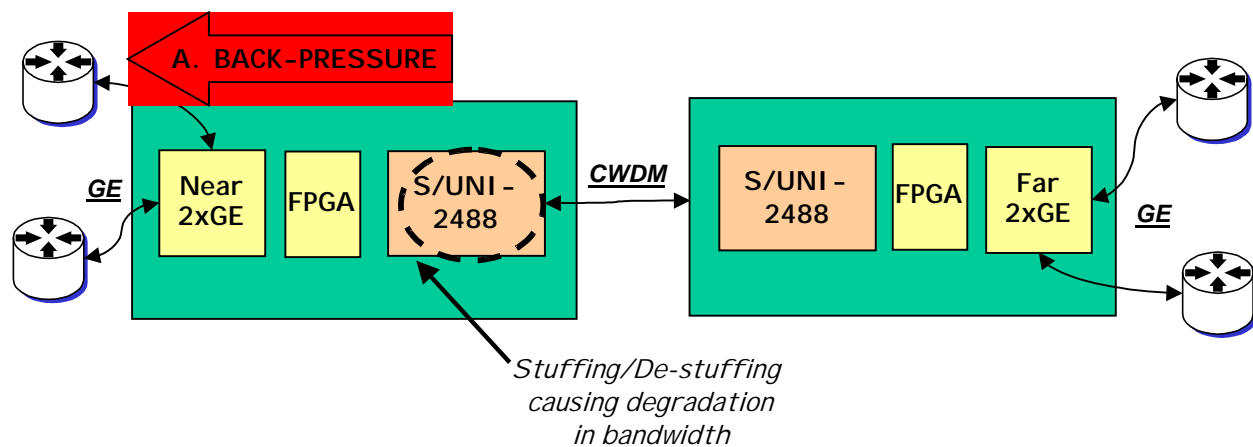 A. BACK-PRESSURE
GE
Near
2xGE
FPGA
S/UNI-
2488
CWDM
S/UNI-
2488
FPGA
Far
2xGE
GE
Stuffing/De-stuffing
causing degradation
in bandwidth